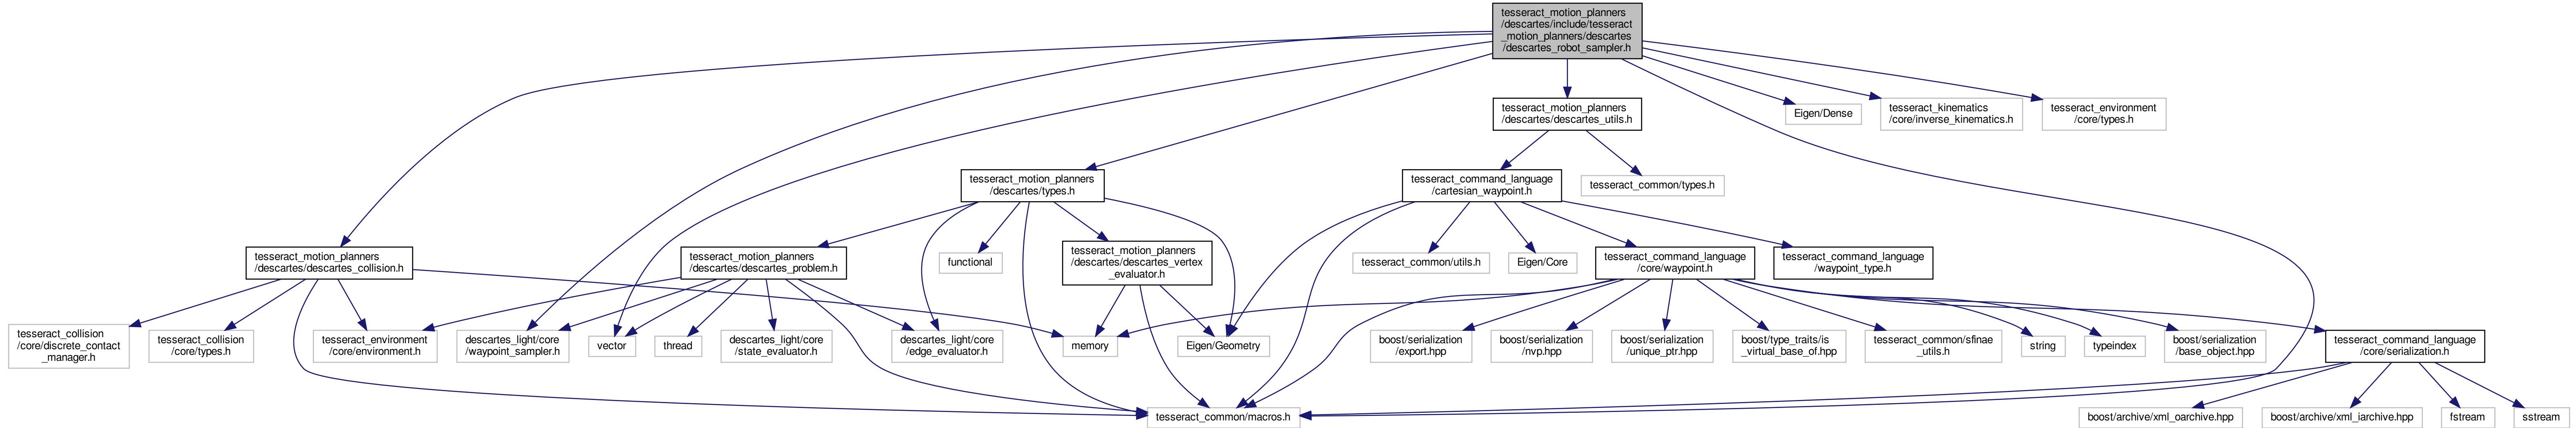 tesseract_motion_planners
/descartes/include/tesseract
_motion_planners/descartes
/descartes_robot_sampler.h
tesseract_motion_planners
/descartes/descartes_utils.h
Eigen/Dense
tesseract_kinematics
/core/inverse_kinematics.h
tesseract_environment
/core/types.h
tesseract_motion_planners
/descartes/types.h
tesseract_command_language
/cartesian_waypoint.h
tesseract_common/types.h
tesseract_motion_planners
/descartes/descartes_collision.h
tesseract_motion_planners
/descartes/descartes_problem.h
functional
tesseract_motion_planners
/descartes/descartes_vertex
_evaluator.h
tesseract_common/utils.h
Eigen/Core
tesseract_command_language
/core/waypoint.h
tesseract_command_language
/waypoint_type.h
tesseract_collision
/core/discrete_contact
_manager.h
tesseract_collision
/core/types.h
tesseract_environment
/core/environment.h
descartes_light/core
/waypoint_sampler.h
vector
thread
descartes_light/core
/state_evaluator.h
descartes_light/core
/edge_evaluator.h
memory
Eigen/Geometry
boost/serialization
/export.hpp
boost/serialization
/nvp.hpp
boost/serialization
/unique_ptr.hpp
boost/type_traits/is
_virtual_base_of.hpp
tesseract_common/sfinae
_utils.h
string
typeindex
boost/serialization
/base_object.hpp
tesseract_command_language
/core/serialization.h
tesseract_common/macros.h
boost/archive/xml_oarchive.hpp
boost/archive/xml_iarchive.hpp
fstream
sstream